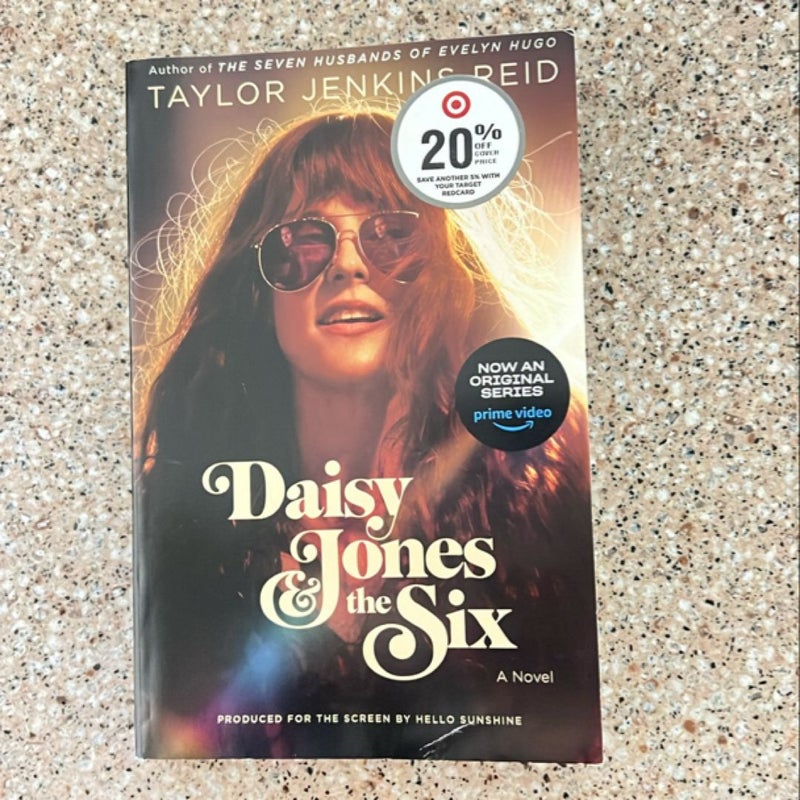 Author of THE SEVEN HUSBANDS OF EVELYN HUGO
TAYLOR JENKINS REID
20%
OFF
COVER
PRICE
SAVE ANOTHER 5% WITH
YOUR TARGET
REDCARD
NOW AN
ORIGINAL
SERIES
prime video
Daisy
Jones
& the Six
A Novel
PRODUCED FOR THE SCREEN BY HELLO SUNSHINE